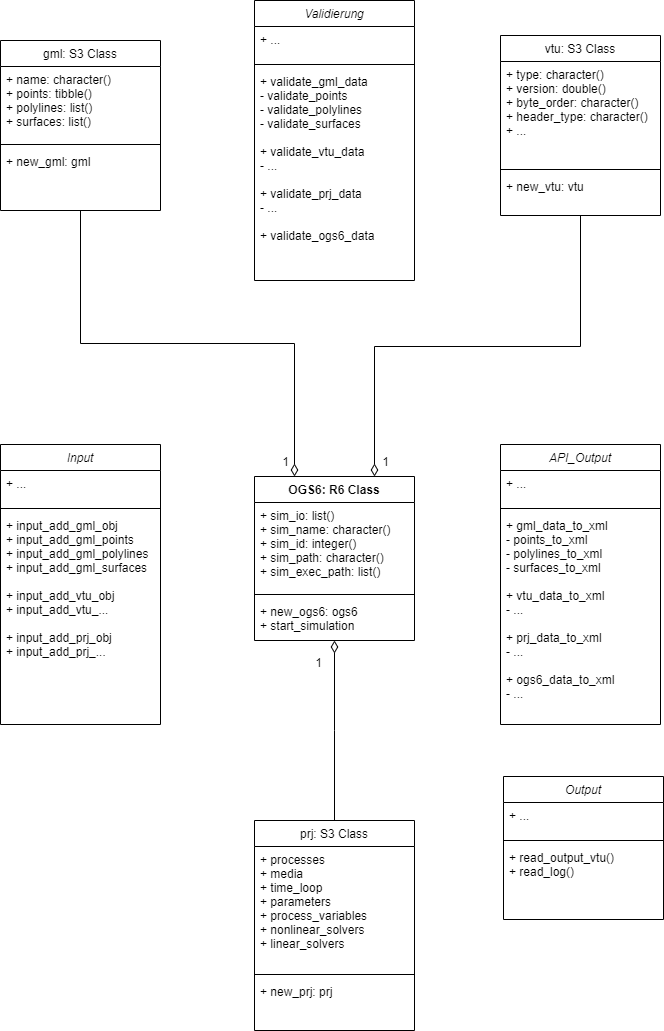 gml: S3 Class
+ name: character()
+ points: tibble()
+ polylines: list()
+ surfaces: list()
+ new_gml: gml
Validierung
+ ...
+ validate_gml_data
- validate_points
- validate_polylines
- validate_surfaces
+ validate_vtu_data
- ...
+ validate_prj_data
- ...
+ validate_ogs6_data
vtu: S3 Class
+ type: character()
+ version: double()
+ byte_order: character()
+ header_type: character()
+ ...
+ new_vtu: vtu
1
1
Input
+ ...
+ input_add_gml_obj
+ input_add_gml_points
+ input_add_gml_polylines
+ input_add_gml_surfaces
+ input_add_vtu_obj
+ input_add_vtu_...
+ input_add_prj_obj
+ input_add_prj_...
OGS6: R6 Class
+ sim_io: list()
+ sim_name: character()
+ sim_id: integer()
+ sim_path: character()
+ sim_exec_path: list()
+ new_ogs6: ogs6
+ start_simulation
1
API_Output
+ ...
+ gml_data_to_xml
- points_to_xml
- polylines_to_xml
- surfaces_to_xml
+ vtu_data_to_xml
- ...
+ prj_data_to_xml
- ...
+ ogs6_data_to_xml
- ...
prj: S3 Class
+ processes
+ media
+ time_loop
+ parameters
+ process_variables
+ nonlinear_solvers
+ linear_solvers
+ new_prj: prj
Output
+ ...
+ read_output_vtu()
+ read_log()